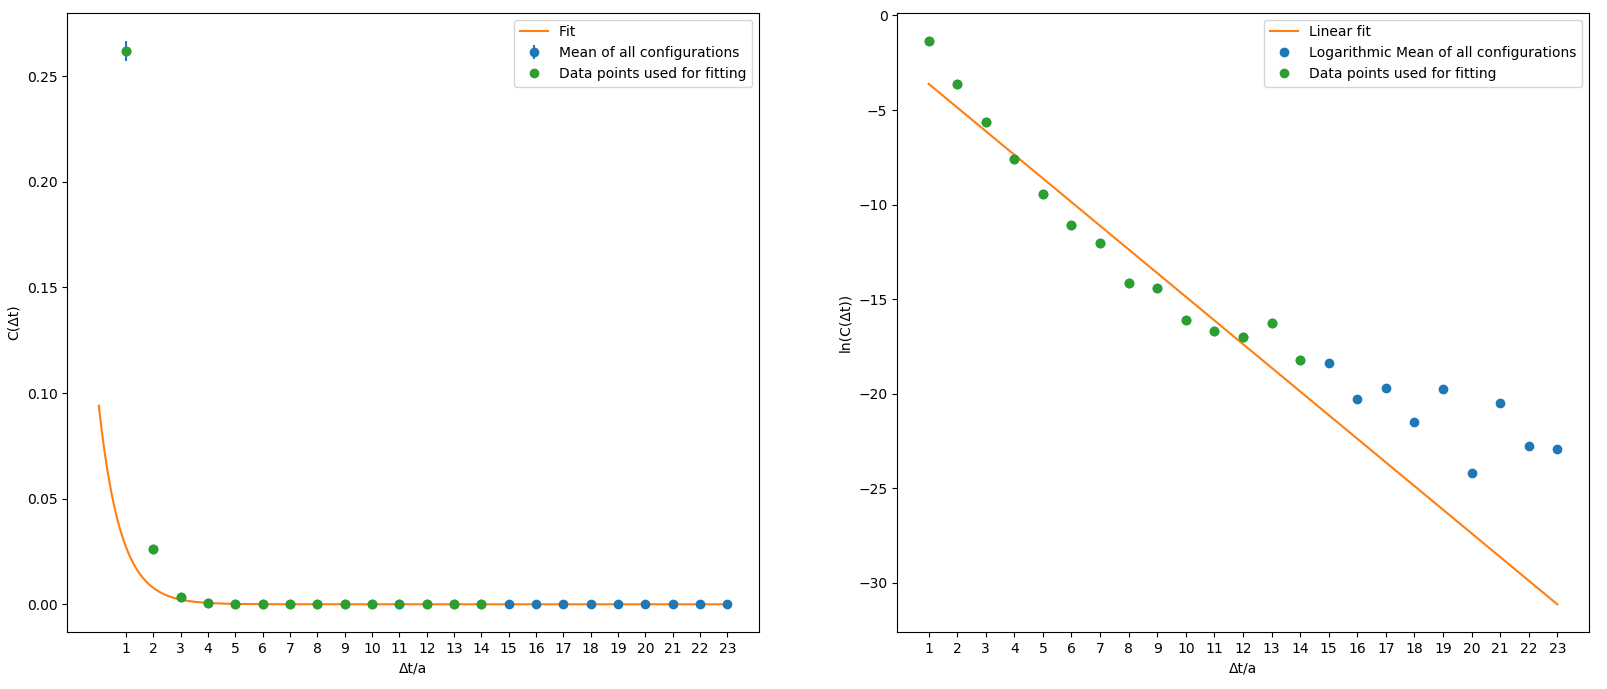 Fit
Mean of all configurations
Data points used for fitting
0.25
0.20
0.15
0.10
0.05
0.00
C(Δt)
1 2 3 4 5 6 7 8 9 10 11 12 13 14 15 16 17 18 19 20 21 22 23
Δt/a
Linear fit
Logarithmic Mean of all configurations
Data points used for fitting
0
−5
−10
−15
−20
−25
−30
ln(C(Δt))
1 2 3 4 5 6 7 8 9 10 11 12 13 14 15 16 17 18 19 20 21 22 23
Δt/a